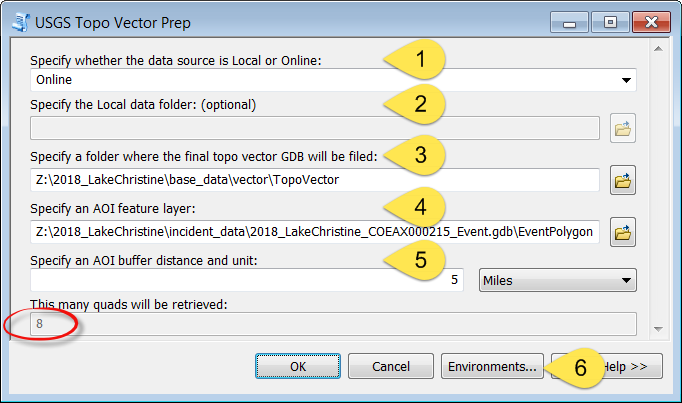 USGS Topo Vector Prep
Specify whether the data source is Local or Online:
1
Online
Specify the Local data folder: (optional)
2
Specify a folder where the final topo vector GDB will be filed:
3
Z:\2018_LakeChristine\base_data\vector\TopoVector
Specify an AOI feature layer:
4
Z:\2018_LakeChristine\incident_data\2018_LakeChristine_COEAX000215_Event.gdb\EventPolygon
Specify an AOI buffer distance and unit:
5
5 Miles
This many quads will be retrieved:
8
OK Cancel Environments... 6 Help >>